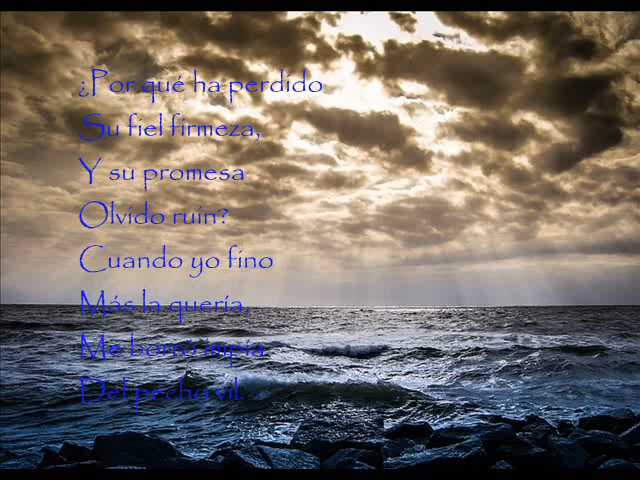 ¿Por qué ha perdido
Su fiel firmeza,
Y su promesa
Olvido ruin?
Cuando yo fino
Más la quería,
Me borró impía
Del pecho vil.